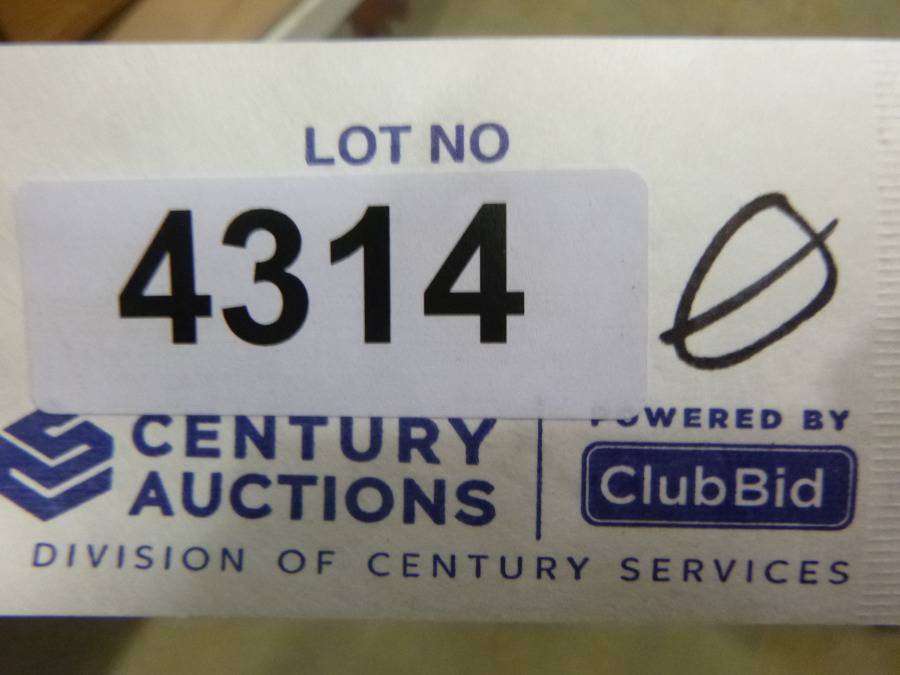 LOT NO
4314 Ø
CENTURY
AUCTIONS
POWERED BY
ClubBid
DIVISION OF CENTURY SERVICES